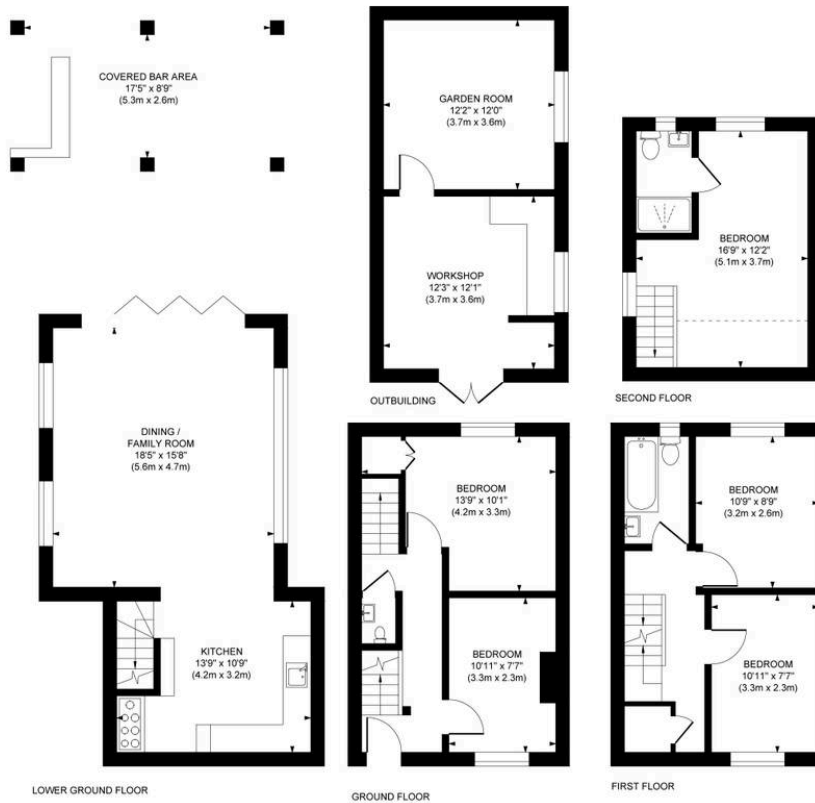 COVERED BAR AREA
17'5" x 8'9"
(5.3m x 2.6m)
GARDEN ROOM
12'2" x 12'0"
(3.7m x 3.6m)
BEDROOM
16'9" x 12'2"
(5.1m x 3.7m)
WORKSHOP
12'3" x 12'1"
(3.7m x 3.6m)
OUTBUILDING
SECOND FLOOR
DINING /
FAMILY ROOM
18'5" x 15'8"
(5.6m x 4.7m)
KITCHEN
13'9" x 10'9"
(4.2m x 3.2m)
LOWER GROUND FLOOR
BEDROOM
13'9" x 10'1"
(4.2m x 3.3m)
BEDROOM
10'11" x 7'7"
(3.3m x 2.3m)
GROUND FLOOR
BEDROOM
10'9" x 8'9"
(3.2m x 2.6m)
BEDROOM
10'11" x 7'7"
(3.3m x 2.3m)
FIRST FLOOR